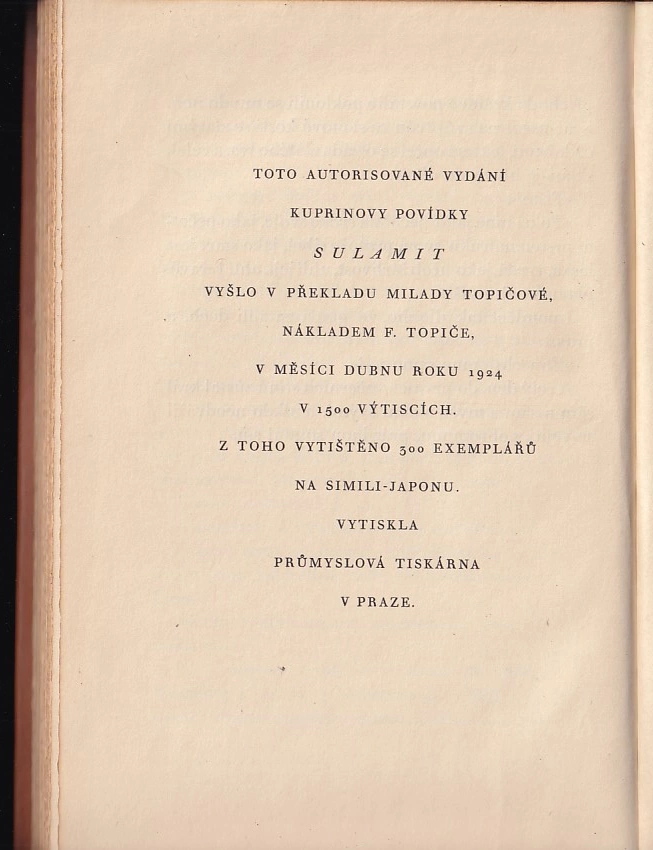 TOTO AUTORISOVANÉ VYDÁNÍ
KUPRINOVY POVÍDKY
SULAMIT
VYŠLO V PŘEKLADU MILADY TOPIČOVÉ,
NÁKLADEM F. TOPIČE,
V MĚSÍCI DUBNU ROKU 1924
V 1500 VÝTISCÍCH.
Z TOHO VYTIŠTĚNO 300 EXEMPLÁŘŮ
NA SIMILI-JAPONU.
VYTISKLA
PRŮMYSLOVÁ TISKÁRNA
V PRAZE.